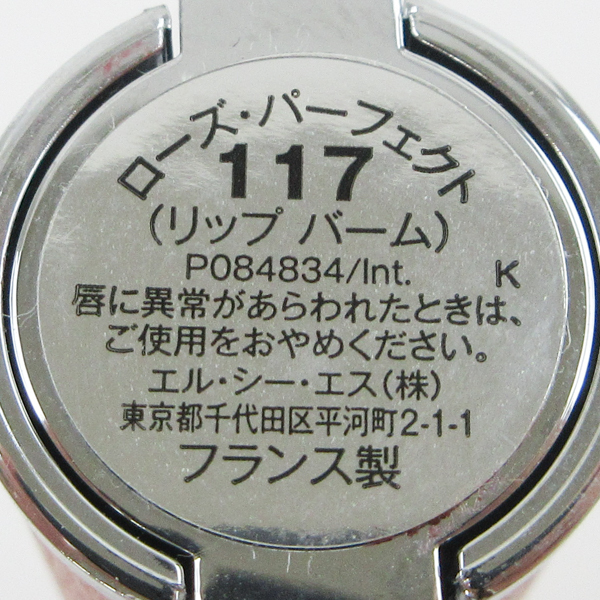 ローズ・パーフェクト
117
(リップ バーム)
P084834/Int. K
唇に異常があらわれたときは、
ご使用をおやめください。
エル・シー・エス(株)
東京都千代田区平河町2-1-1
フランス製